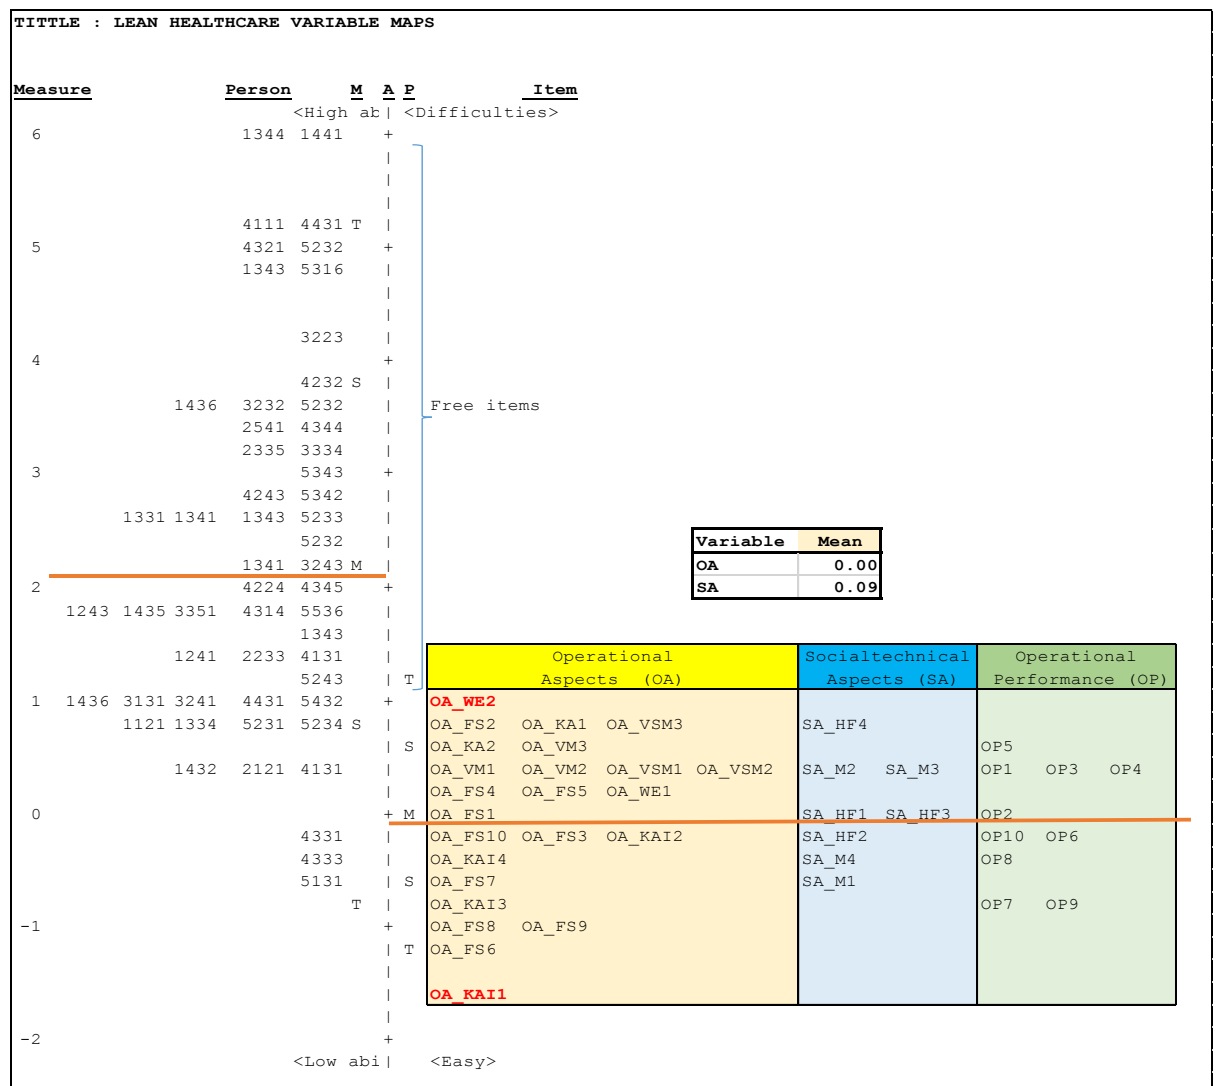 TITTLE : LEAN HEALTHCARE VARIABLE MAPS
Measure Person M A P Item
<High ab| <Difficulties>
6 1344 1441 +
|
|
|
4111 4431 T |
5 4321 5232 +
1343 5316 |
|
|
3223 |
4 +
4232 S |
1436 3232 5232 | Free items
2541 4344 |
2335 3334 |
3 5343 +
4243 5342 |
1331 1341 1343 5233 |
5232 |
Variable Mean
1341 3243 M |
OA 0.00
2 4224 4345 +
SA 0.09
1243 1435 3351 4314 5536 |
1343 |
1241 2233 4131 | Operational Socialtechnical Operational
5243 | T Aspects (OA) Aspects (SA) Performance (OP)
1 1436 3131 3241 4431 5432 + OA_WE2
1121 1334 5231 5234 S | OA_FS2 OA_KA1 OA_VSM3 SA_HF4
| S OA_KA2 OA_VM3 OP5
1432 2121 4131 | OA_VM1 OA_VM2 OA_VSM1 OA_VSM2 SA_M2 SA_M3 OP1 OP3 OP4
| OA_FS4 OA_FS5 OA_WE1
0 + M OA_FS1 SA_HF1 SA_HF3 OP2
4331 | OA_FS10 OA_FS3 OA_KAI2 SA_HF2 OP10 OP6
4333 | OA_KAI4 SA_M4 OP8
5131 | S OA_FS7 SA_M1
T | OA_KAI3 OP7 OP9
-1 + OA_FS8 OA_FS9
| T OA_FS6
|
| OA_KAI1
|
-2 +
<Low abi| <Easy>